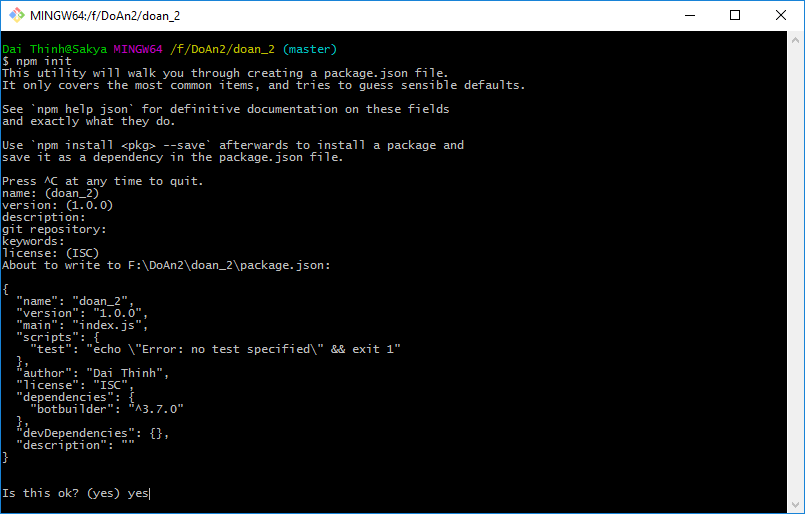 MINGW64:/f/DoAn2/doan_2
Dai Thinh@Sakya MINGW64 /f/DoAn2/doan_2 (master)
$ npm init
This utility will walk you through creating a package.json file.
It only covers the most common items, and tries to guess sensible defaults.
See `npm help json` for definitive documentation on these fields
and exactly what they do.
Use `npm install <pkg> --save` afterwards to install a package and
save it as a dependency in the package.json file.
Press ^C at any time to quit.
name: (doan_2)
version: (1.0.0)
description:
git repository:
keywords:
license: (ISC)
About to write to F:\DoAn2\doan_2\package.json:
{
  "name": "doan_2",
  "version": "1.0.0",
  "main": "index.js",
  "scripts": {
    "test": "echo \"Error: no test specified\" && exit 1"
  },
  "author": "Dai Thinh",
  "license": "ISC",
  "dependencies": {
    "botbuilder": "^3.7.0"
  },
  "devDependencies": {},
  "description": ""
}
Is this ok? (yes) yes